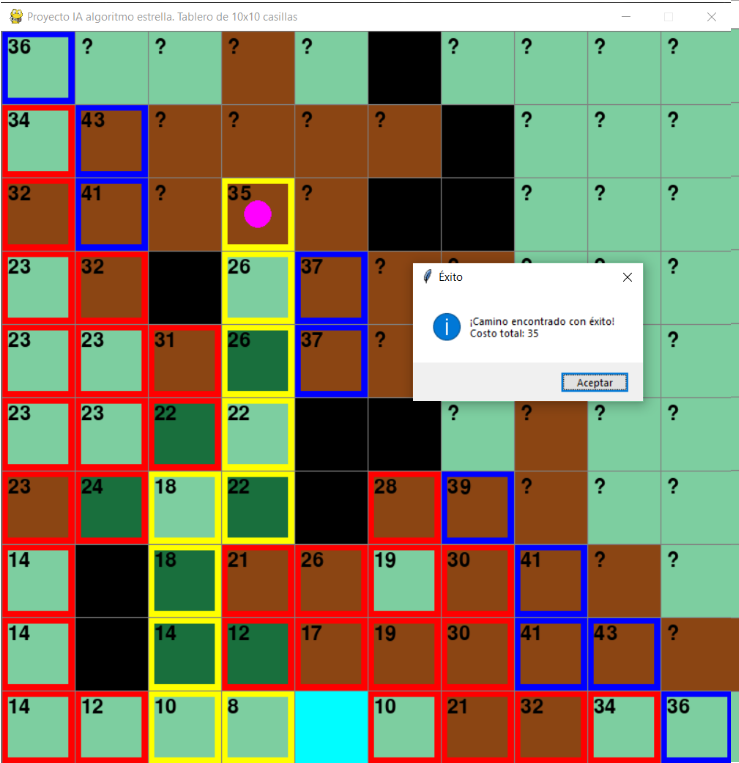 Proyecto IA algoritmo estrella. Tablero de 10x10 casillas
36 ? ? ? ? ? ? ? ?
34 43 ? ? ? ? ? ? ?
32 41 ? 35 ? ? ? ?
23 32 26 37 ?
Éxito
¡Camino encontrado con éxito!
Costo total: 35
Aceptar
23 23 31 26 37 ? ?
23 23 22 22 ? ? ? ?
23 24 18 22 28 39 ? ? ?
14 18 21 26 19 30 41 ? ?
14 14 12 17 19 30 41 43 ?
14 12 10 8 10 21 32 34 36